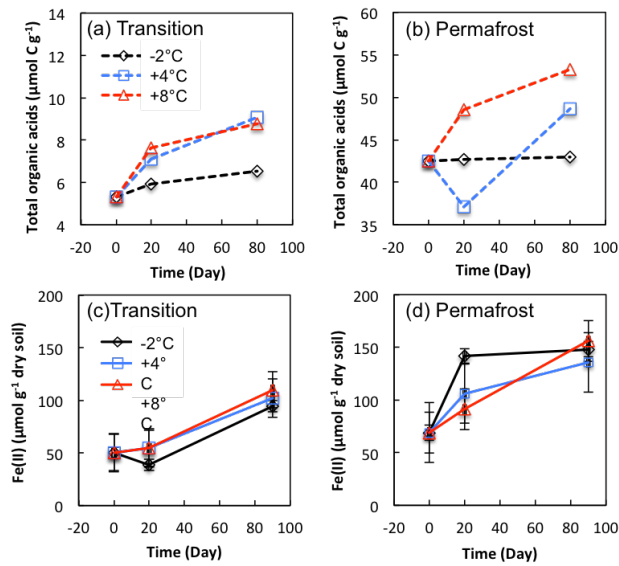 (a) Transition
(b) Permafrost
Total organic acids (µmol C g⁻¹)
14
12
10
8
6
4
-2°C
+4°C
+8°C
-20 0 20 40 60 80 100
Time (Day)
Total organic acids (µmol C g⁻¹)
60
55
50
45
40
35
-20 0 20 40 60 80 100
Time (Day)
(c)Transition
(d) Permafrost
Fe(II) (µmol g⁻¹ dry soil)
200
150
100
50
0
-2°C
+4°
C
+8°
C
-20 0 20 40 60 80 100
Time (Day)
Fe(II) (µmol g⁻¹ dry soil)
200
150
100
50
0
-20 0 20 40 60 80 100
Time (Day)